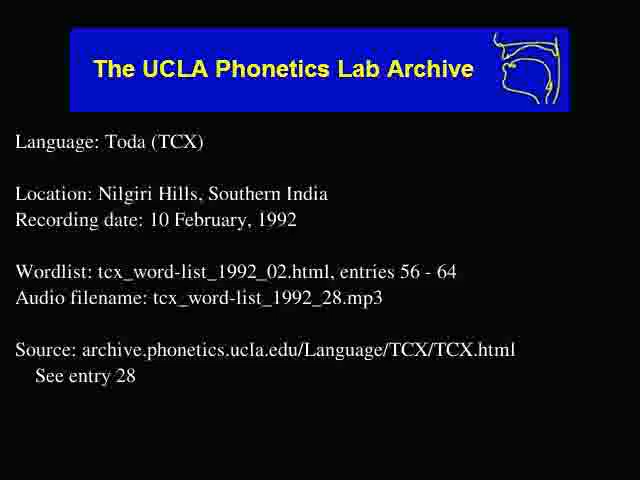 The UCLA Phonetics Lab Archive
Language: Toda (TCX)
Location: Nilgiri Hills, Southern India
Recording date: 10 February, 1992
Wordlist: tcx_word-list_1992_02.html, entries 56 - 64
Audio filename: tcx_word-list_1992_28.mp3
Source: archive.phonetics.ucla.edu/Language/TCX/TCX.html
See entry 28